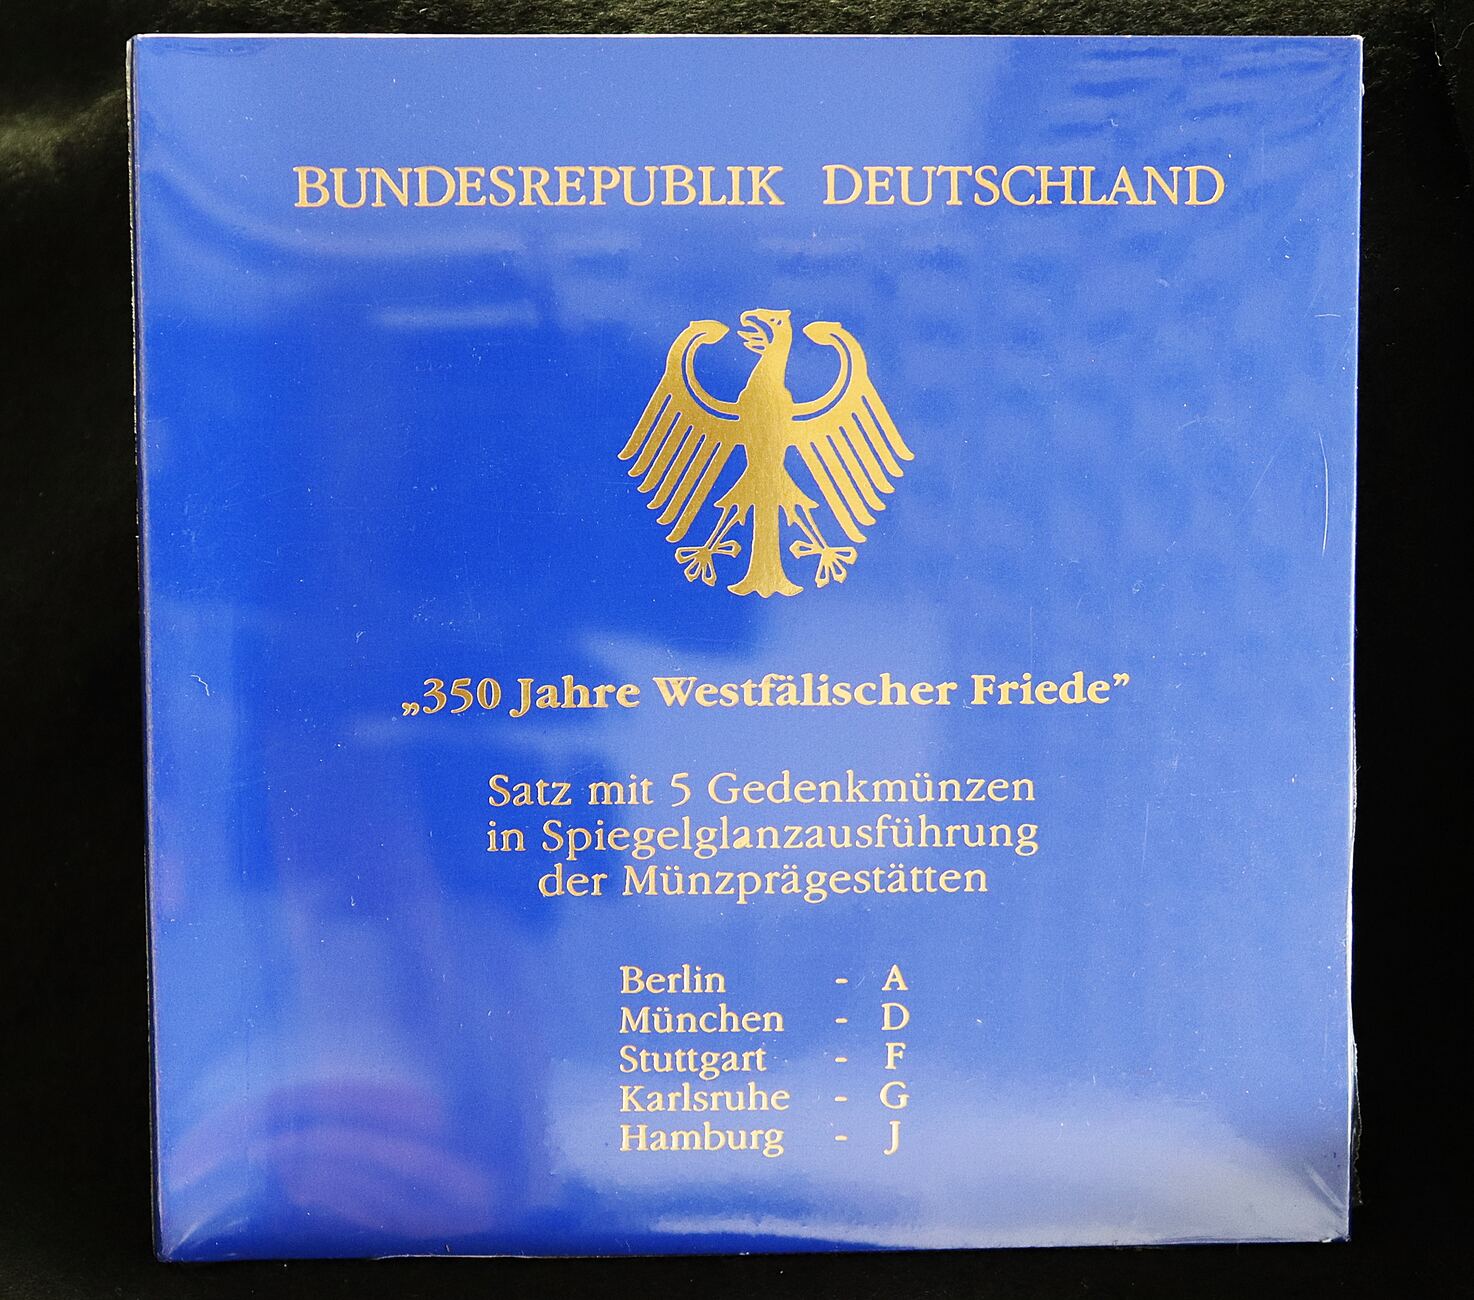 BUNDESREPUBLIK DEUTSCHLAND
„350 Jahre Westfälischer Friede”
Satz mit 5 Gedenkmünzen
in Spiegelglanzausführung
der Münzprägestätten
Berlin - A
München - D
Stuttgart - F
Karlsruhe - G
Hamburg - J